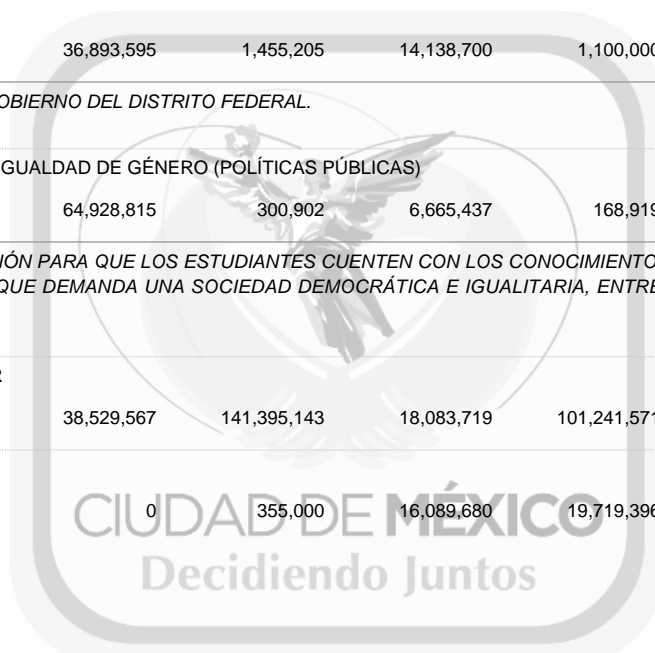 36,893,595 1,455,205 14,138,700 1,100,000
OBIERNO DEL DISTRITO FEDERAL.
GUALDAD DE GÉNERO (POLÍTICAS PÚBLICAS)
64,928,815 300,902 6,665,437 168,919
IÓN PARA QUE LOS ESTUDIANTES CUENTEN CON LOS CONOCIMIENTO
QUE DEMANDA UNA SOCIEDAD DEMOCRÁTICA E IGUALITARIA, ENTRE
R
38,529,567 141,395,143 18,083,719 101,241,571
0 355,000 16,089,680 19,719,396
CIUDAD DE MÉXICO
Decidiendo Juntos